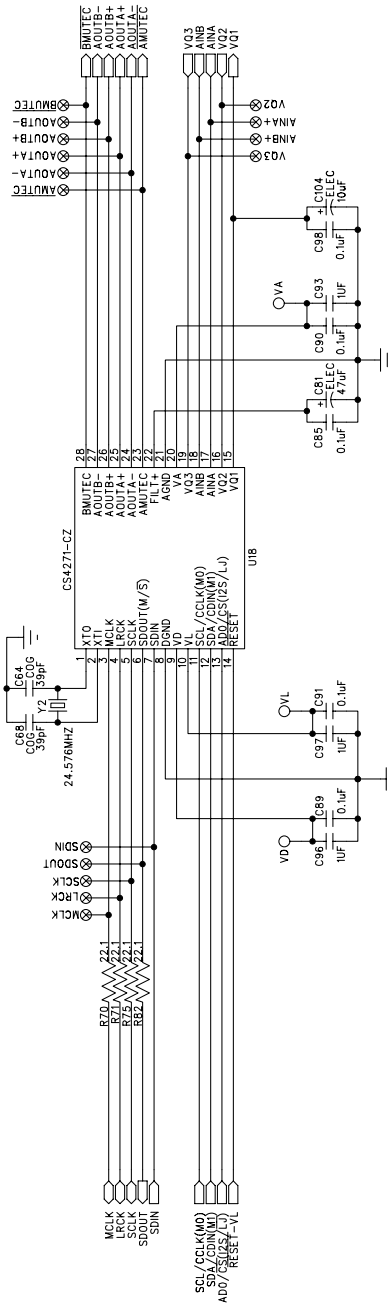 BMUTEC
AOUTB-
AOUTB+
AOUTA+
AOUTA-
AMUTEC
VQ3
AINB
AINA
VQ2
VQ1
BMUTEC
AOUTB-
AOUTB+
AOUTA+
AOUTA-
AMUTEC
VQ2
AINA+
AINB+
VQ3
C104
ELEC
10uF
+
C98
0.1uF
VA
C93
1UF
C90
0.1uF
C81
ELEC
47uF
+
C85
0.1uF
28
27
26
25
24
23
22
21
20
19
18
17
16
15
BMUTEC
AOUTB-
AOUTB+
AOUTA+
AOUTA-
AMUTEC
FILT+
AGND
VA
VQ3
AINB
AINA
VQ2
VQ1
CS4271-CZ
U18
XTO
XTI
MCLK
LRCK
SCLK
SDOUT(M/S)
SDIN
DGND
VD
VL
SCL/CCLK(M0)
SDA/CDIN(M1)
AD0/CS(I2S/LJ)
RESET
1
2
3
4
5
6
7
8
9
10
11
12
13
14
C64
COG
39pF
Y2
C68
COG
39pF
24.576MHZ
VL
C91
0.1uF
C97
1UF
C89
0.1uF
VD
C96
1UF
SDIN
SDOUT
SCLK
LRCK
MCLK
R70
22.1
R71
22.1
R75
22.1
R82
22.1
MCLK
LRCK
SCLK
SDOUT
SDIN
SCL/CCLK(M0)
SDA/CDIN(M1)
AD0/CS(I2S/LJ)
RESET-VL